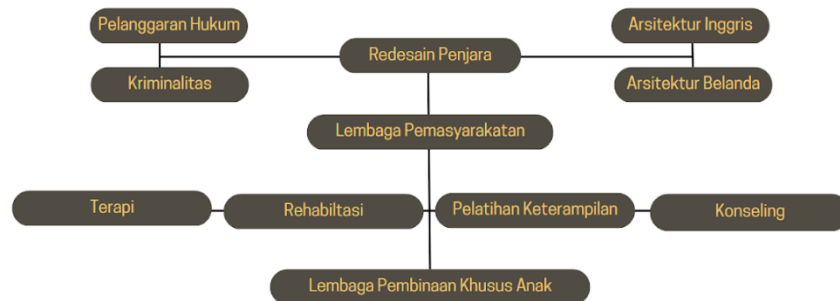 Pelanggaran Hukum
Arsitektur Inggris
Redesain Penjara
Kriminalitas
Arsitektur Belanda
Lembaga Pemasyarakatan
Terapi
Rehabiltasi
Pelatihan Keterampilan
Konseling
Lembaga Pembinaan Khusus Anak